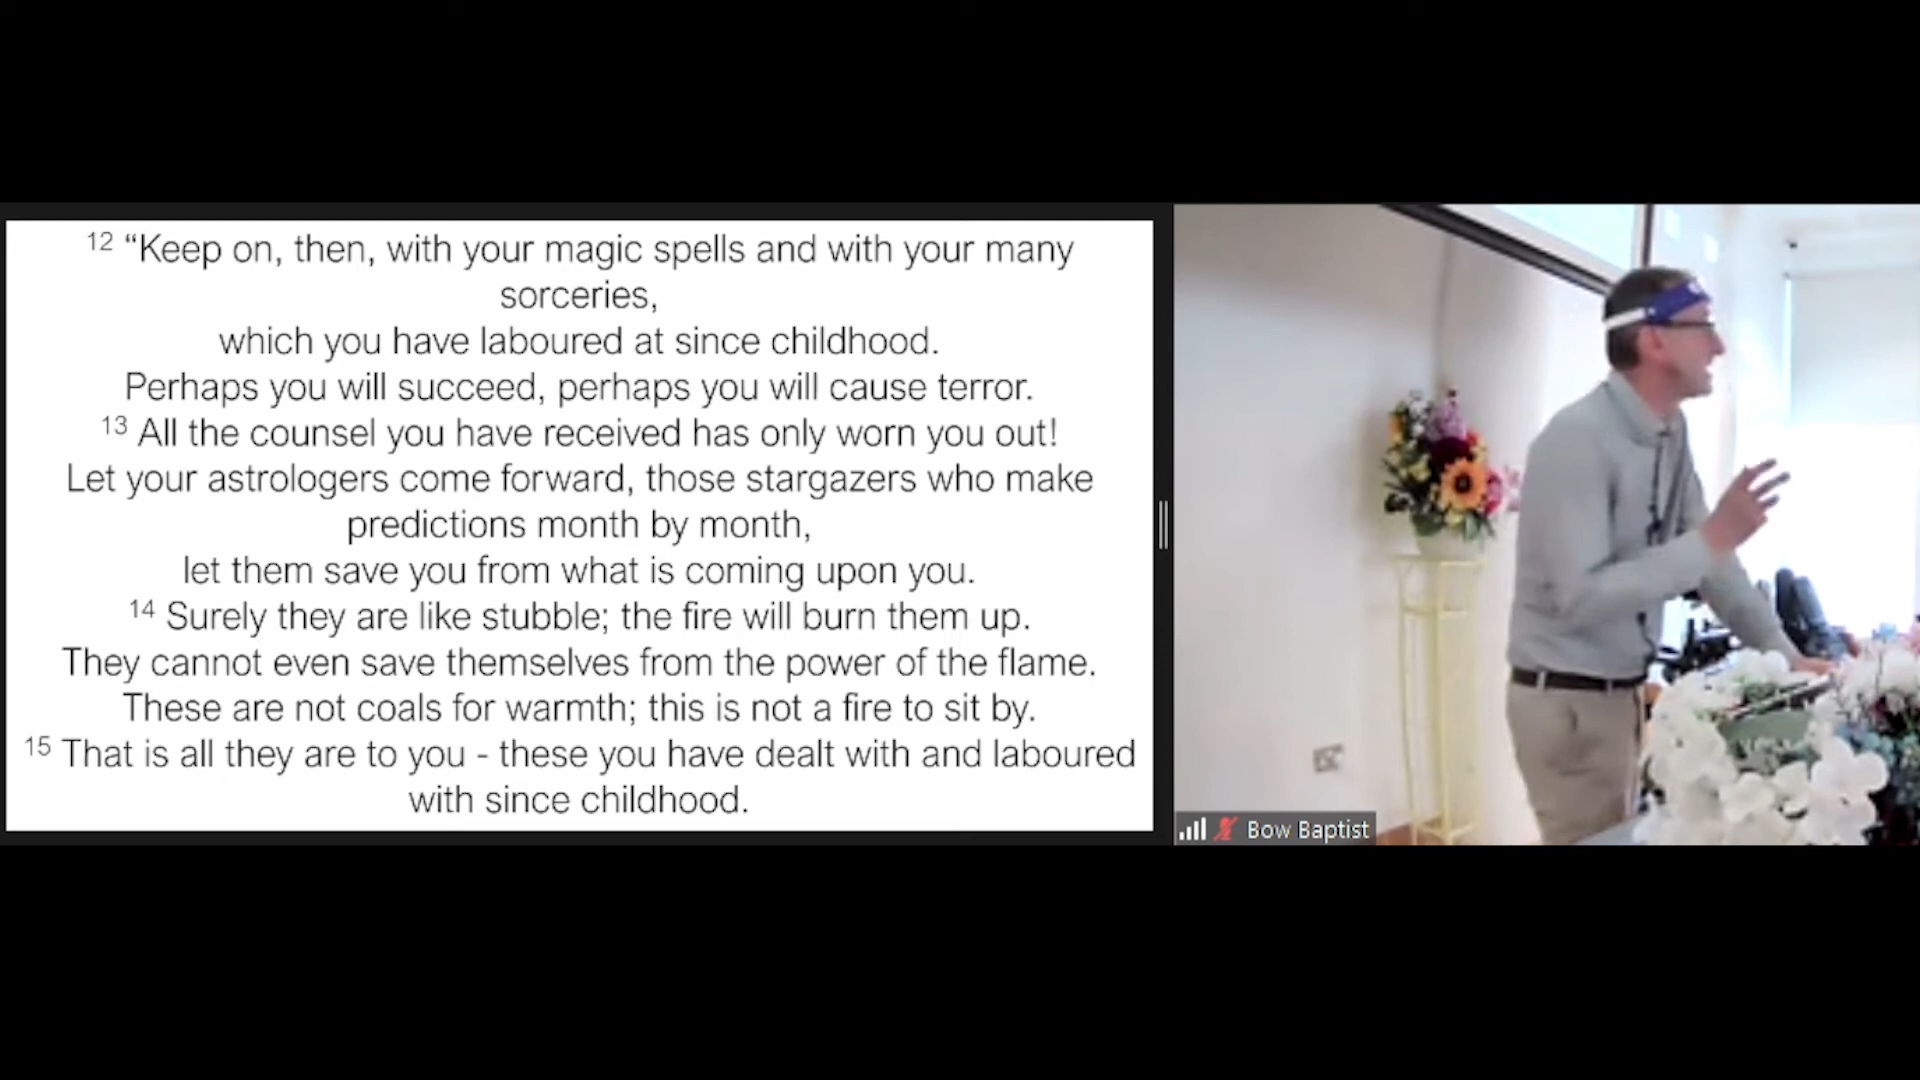 12 “Keep on, then, with your magic spells and with your many
sorceries,
which you have laboured at since childhood.
Perhaps you will succeed, perhaps you will cause terror.
13 All the counsel you have received has only worn you out!
Let your astrologers come forward, those stargazers who make
predictions month by month,
let them save you from what is coming upon you.
14 Surely they are like stubble; the fire will burn them up.
They cannot even save themselves from the power of the flame.
These are not coals for warmth; this is not a fire to sit by.
15 That is all they are to you - these you have dealt with and laboured
with since childhood.
Bow Baptist